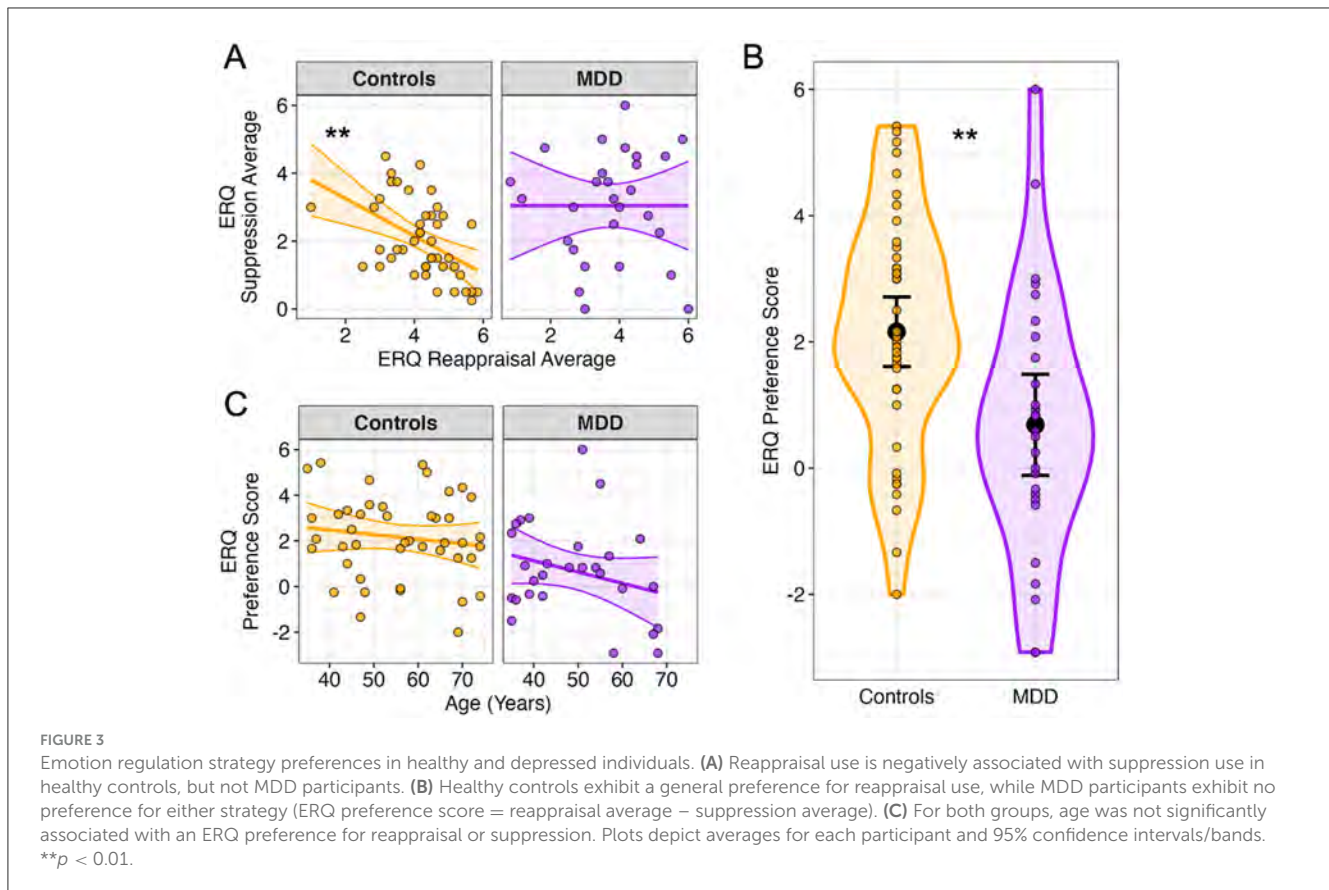 A
Controls
MDD
**
ERQ
Suppression Average
6
4
2
0
2
4
6
2
4
6
ERQ Reappraisal Average
B
**
ERQ Preference Score
6
4
2
0
-2
Controls
MDD
C
Controls
MDD
ERQ
Preference Score
6
4
2
0
-2
40
50
60
70
40
50
60
70
Age (Years)
FIGURE 3
Emotion regulation strategy preferences in healthy and depressed individuals. (A) Reappraisal use is negatively associated with suppression use in
healthy controls, but not MDD participants. (B) Healthy controls exhibit a general preference for reappraisal use, while MDD participants exhibit no
preference for either strategy (ERQ preference score = reappraisal average – suppression average). (C) For both groups, age was not significantly
associated with an ERQ preference for reappraisal or suppression. Plots depict averages for each participant and 95% confidence intervals/bands.
**p < 0.01.